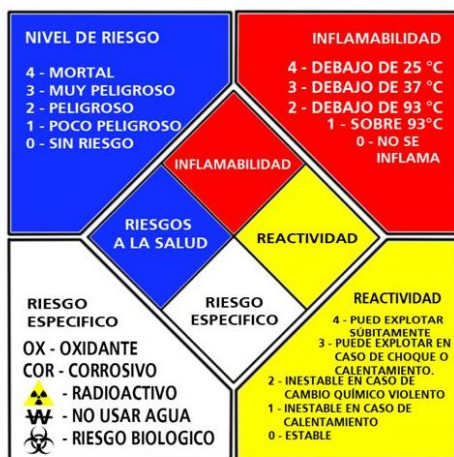 NIVEL DE RIESGO
4 - MORTAL
3 - MUY PELIGROSO
2 - PELIGROSO
1 - POCO PELIGROSO
0 - SIN RIESGO
INFLAMABILIDAD
4 - DEBAJO DE 25 °C
3 - DEBAJO DE 37 °C
2 - DEBAJO DE 93 °C
1 - SOBRE 93°C
0 - NO SE
INFLAMA
INFLAMABILIDAD
RIESGOS
A LA SALUD
REACTIVIDAD
RIESGO
ESPECIFICO
RIESGO
ESPECIFICO
OX - OXIDANTE
COR - CORROSIVO
- RADIOACTIVO
W - NO USAR AGUA
- RIESGO BIOLOGICO
REACTIVIDAD
4 - PUED EXPLOTAR
SÚBITAMENTE
3 - PUEDE EXPLOTAR EN
CASO DE CHOQUE O
CALENTAMIENTO.
2 - INESTABLE EN CASO DE
CAMBIO QUÍMICO VIOLENTO
1 - INESTABLE EN CASO DE
CALENTAMIENTO
0 - ESTABLE